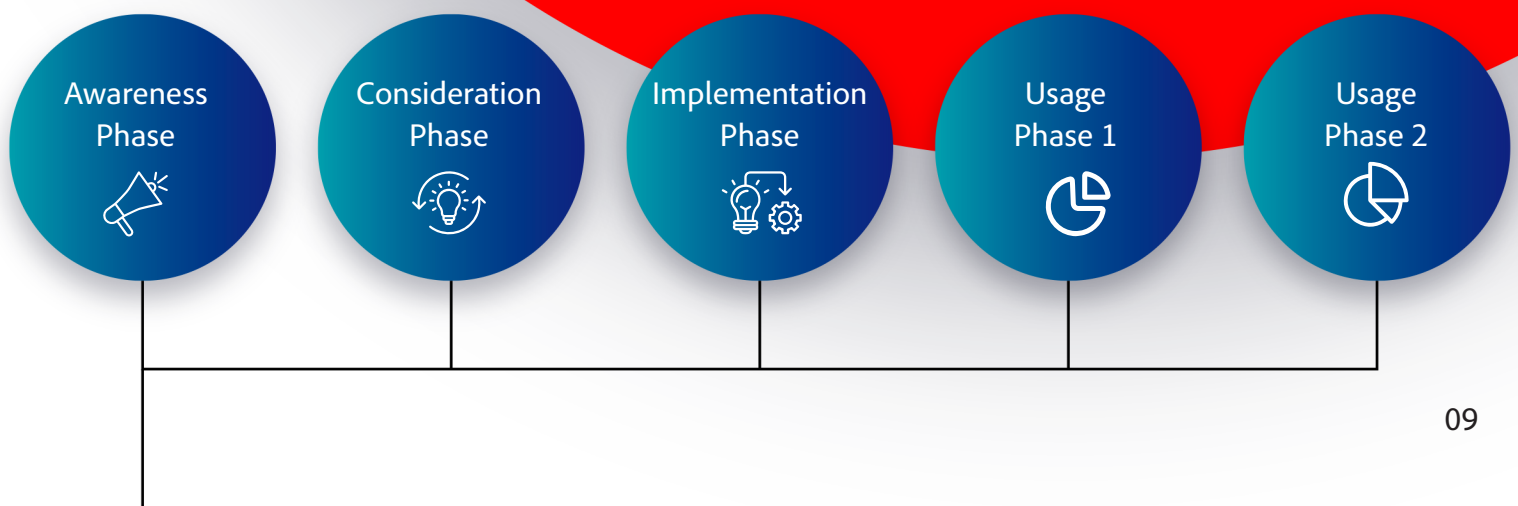 Awareness
Phase
Consideration
Phase
Implementation
Phase
Usage
Phase 1
Usage
Phase 2
09